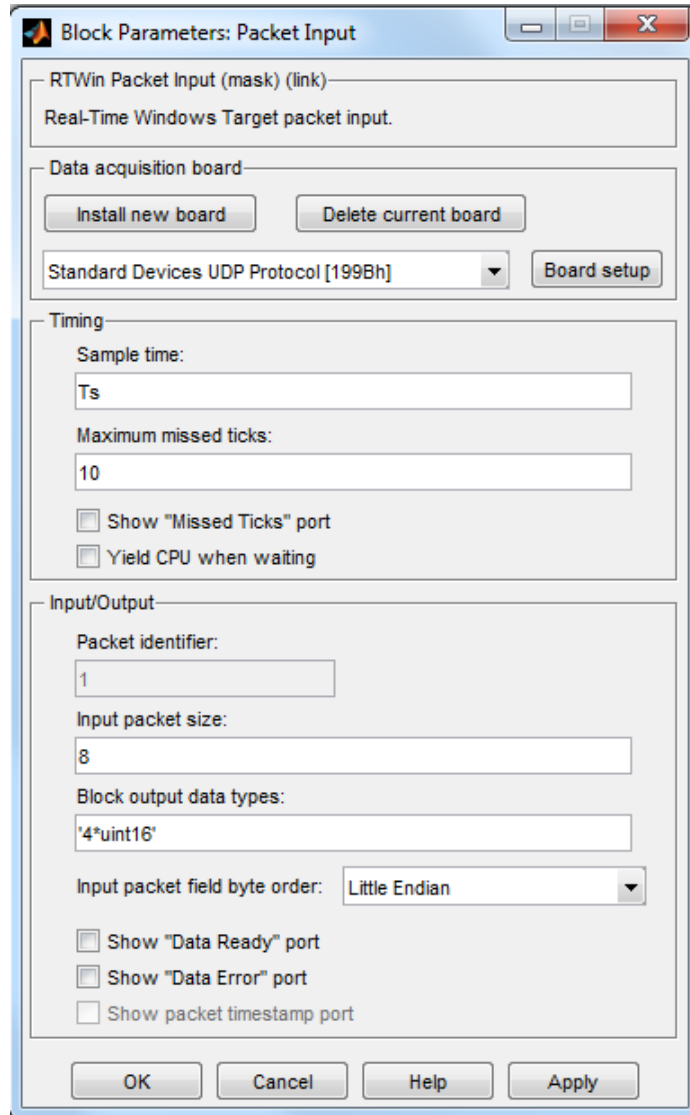 Block Parameters: Packet Input
RTWin Packet Input (mask) (link)
Real-Time Windows Target packet input.
Data acquisition board
Install new board Delete current board
Standard Devices UDP Protocol [199Bh] Board setup
Timing
Sample time:
Ts
Maximum missed ticks:
10
Show "Missed Ticks" port
Yield CPU when waiting
Input/Output
Packet identifier:
1
Input packet size:
8
Block output data types:
'4*uint16'
Input packet field byte order: Little Endian
Show "Data Ready" port
Show "Data Error" port
Show packet timestamp port
OK Cancel Help Apply